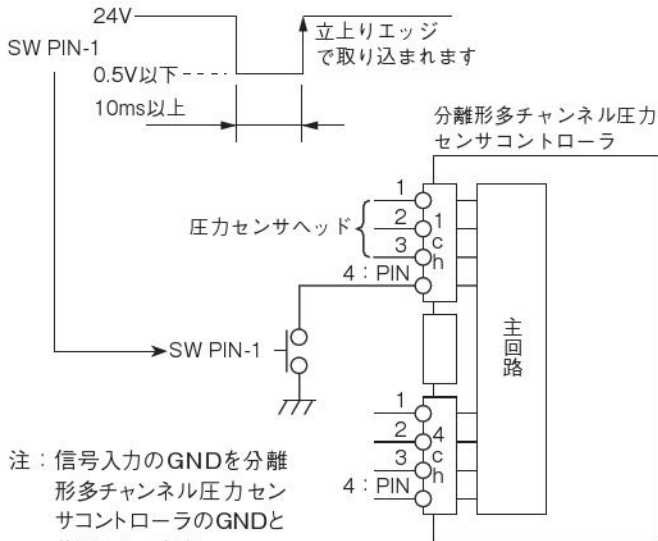 24V
SW PIN-1
立上りエッジ
で取り込まれます
0.5V以下
10ms以上
分離形多チャンネル圧力
センサコントローラ
圧力センサヘッド
1
2
3
4：PIN
1ch
主回路
SW PIN-1
1
2
3
4：PIN
4ch
注：信号入力のGNDを分離
形多チャンネル圧力セン
サコントローラのGNDと